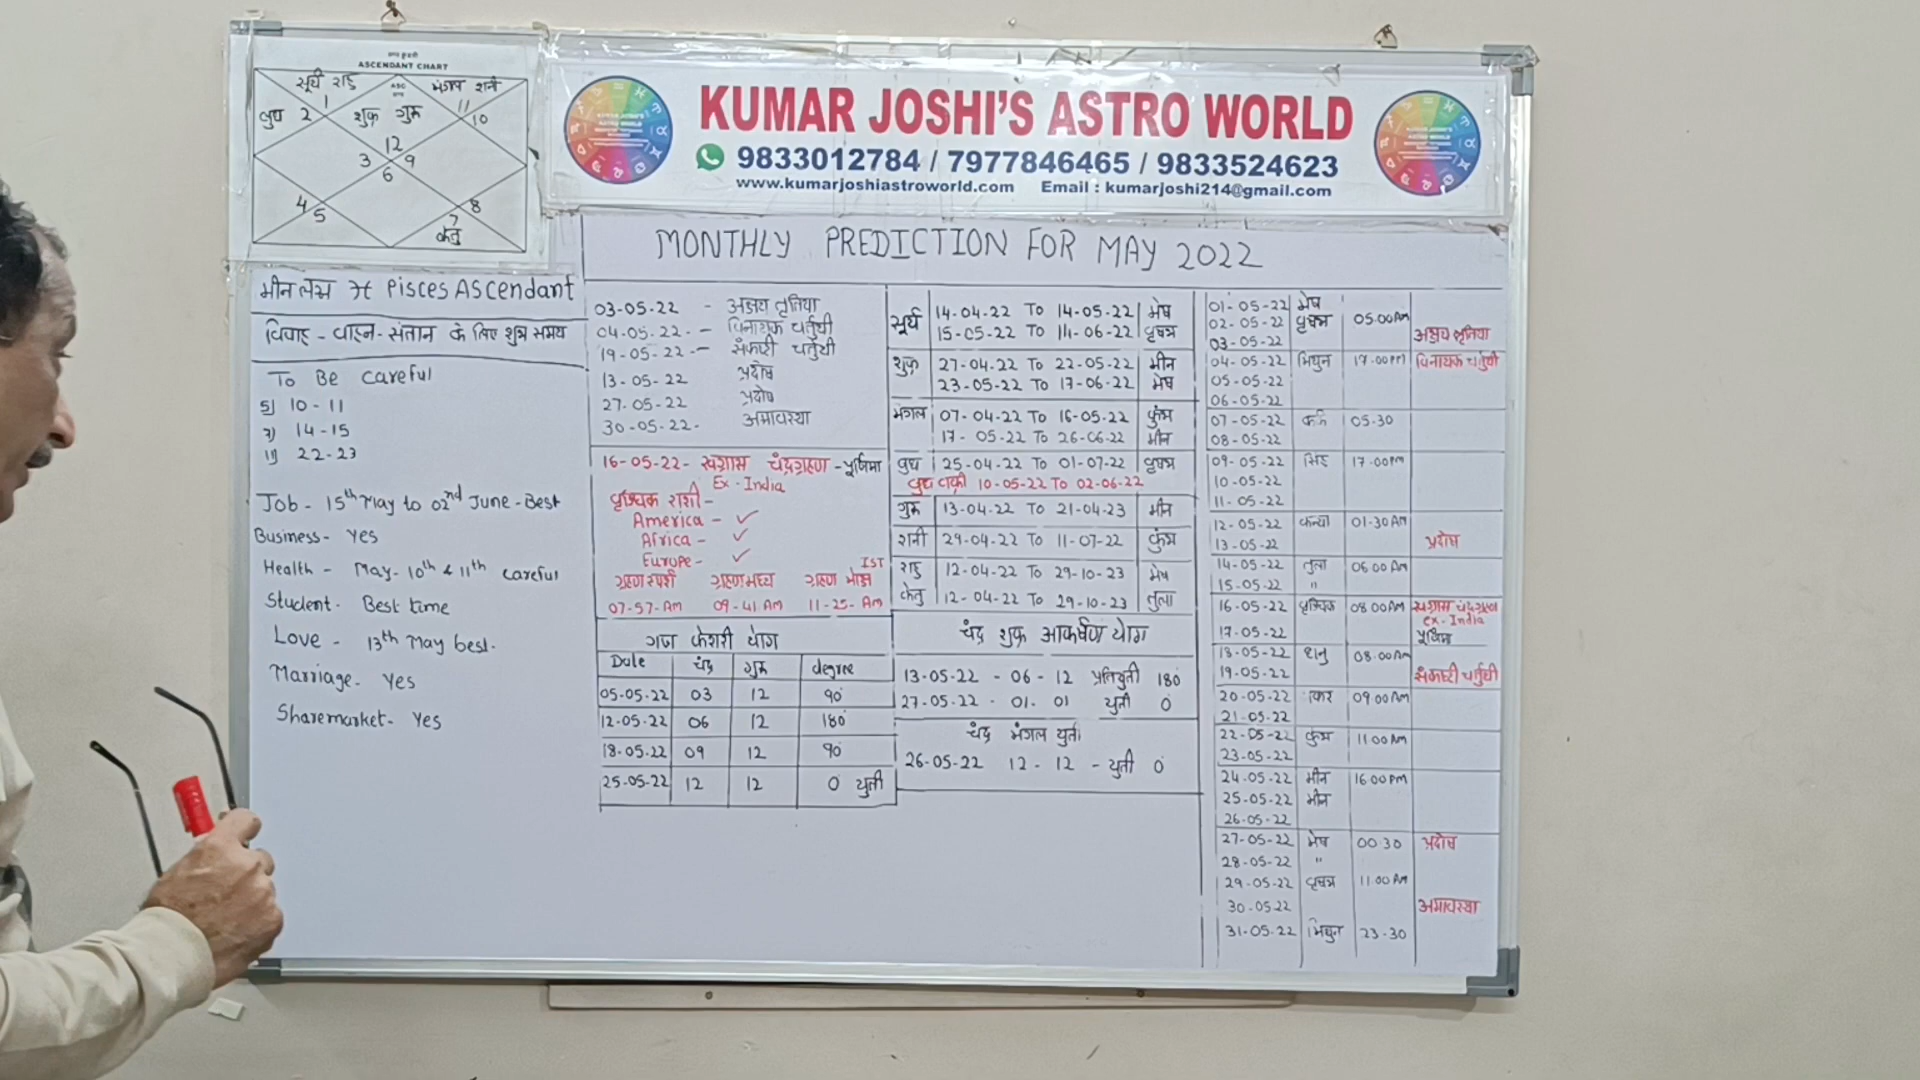 लग्न कुंडली
ASCENDANT CHART
सूर्य राहु
ASC
लग्न
मंगल शनी
बुध 2
1
शुक्र गुरू
11
10
12
3
9
6
4
5
8
7
केतु
KUMAR JOSHI'S ASTRO WORLD
9833012784 / 7977846465 / 9833524623
www.kumarjoshiastroworld.com Email : kumarjoshi214@gmail.com
MONTHLY PREDICTION FOR MAY 2022
मीन लग्न ♓ Pisces Ascendant
विवाह - वाहन - संतान के लिए शुभ समय
To Be Careful
5) 10 - 11
7) 14 - 15
11) 22 - 23
Job - 15th May to 02nd June - Best
Business - Yes
Health - May - 10th & 11th careful
Student - Best time
Love - 13th May best.
Marriage - Yes
Sharemarket - Yes
03-05-22 - अक्षय तृतिया
04-05-22 - विनायक चर्तुथी
19-05-22 - संकष्टी चर्तुथी
13-05-22 प्रदोष
27-05-22 प्रदोष
30-05-22 - अमावस्या
16-05-22 - खग्रास चंद्रग्रहण - पूर्णिमा
Ex - India
वृश्चिक राशी -
America - ✓
Africa - ✓
Europe - ✓
IST
ग्रहण स्पर्श ग्रहण मध्य ग्रहण मोक्ष
07-57-Am 09-41 Am 11-25-Am
गज केशरी योग
Date चंद्र गुरू degree
05-05-22 03 12 90°
12-05-22 06 12 180°
18-05-22 09 12 90°
25-05-22 12 12 0° युती
सूर्य 14-04-22 TO 14-05-22 मेष
15-05-22 TO 14-06-22 वृषभ
शुक्र 27-04-22 TO 22-05-22 मीन
23-05-22 TO 17-06-22 मेष
मंगल 07-04-22 TO 16-05-22 कुंभ
17-05-22 TO 26-06-22 मीन
बुध 25-04-22 TO 01-07-22 वृषभ
बुध वक्री 10-05-22 TO 02-06-22
गुरू 13-04-22 TO 21-04-23 मीन
शनी 29-04-22 TO 11-07-22 कुंभ
राहु 12-04-22 TO 29-10-23 मेष
केतु 12-04-22 TO 29-10-23 तुला
चंद्र शुक्र आकर्षण योग
13-05-22 - 06 - 12 प्रतियुती 180°
27-05-22 - 01 - 01 युती 0°
चंद्र मंगल युती
26-05-22 12 - 12 - युती 0°
01-05-22 मेष
02-05-22 वृषभ 05.00AM
03-05-22 अक्षय तृतिया
04-05-22 मिथुन 17.00PM विनायक चर्तुथी
05-05-22
06-05-22
07-05-22 कर्क 05.30
08-05-22
09-05-22 सिंह 17.00PM
10-05-22
11-05-22
12-05-22 कन्या 01.30AM
13-05-22 प्रदोष
14-05-22 तुला 06.00AM
15-05-22 "
16-05-22 वृश्चिक 08.00AM खग्रास चंद्रग्रहण
Ex - India
17-05-22 पूर्णिमा
18-05-22 धनु 08.00AM
19-05-22 संकष्टी चर्तुथी
20-05-22 मकर 09.00AM
21-05-22
22-05-22 कुंभ 11.00AM
23-05-22
24-05-22 मीन 16.00PM
25-05-22 मीन
26-05-22
27-05-22 मेष 00.30 प्रदोष
28-05-22 "
29-05-22 वृषभ 11.00AM
30-05-22 अमावस्या
31-05-22 मिथुन 23-30